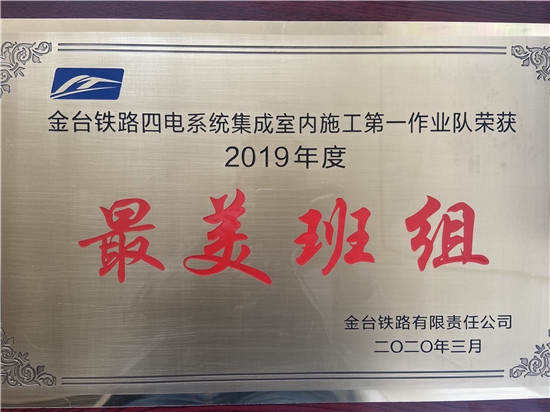 金台铁路四电系统集成室内施工第一作业队荣获
2019年度
最美班组
金台铁路有限责任公司
二〇二〇年三月